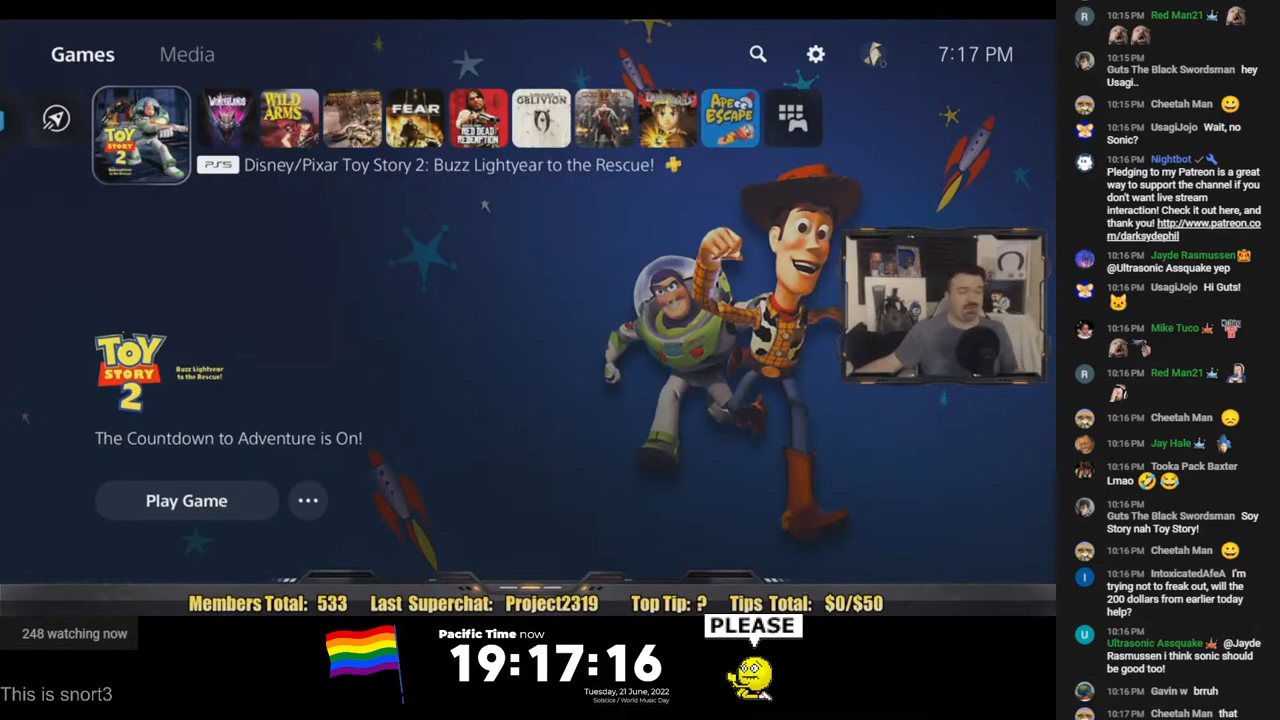 Games
Media
7:17 PM
TOY STORY 2
WONDERLANDS
WILD ARMS
FEAR
RED DEAD REDEMPTION
OBLIVION
APE ESCAPE
PS5 Disney/Pixar Toy Story 2: Buzz Lightyear to the Rescue!
TOY
STORY
2
Buzz Lightyear
to the Rescue!
The Countdown to Adventure is On!
Play Game
Members Total: 533 Last Superchat: Project2319 Top Tip: ? Tips Total: $0/$50
248 watching now
Pacific Time now
19:17:16
Tuesday, 21 June, 2022
Solstice / World Music Day
PLEASE
This is snort3
10:15 PM Red Man21
10:15 PM
Guts The Black Swordsman hey
Usagi..
10:15 PM Cheetah Man
10:16 PM UsagiJojo Wait, no
Sonic?
10:16 PM Nightbot
Pledging to my Patreon is a great
way to support the channel if you
don't want live stream
interaction! Check it out here, and
thank you! http://www.patreon.co
m/darksydephil
10:16 PM Jayde Rasmussen
@Ultrasonic Assquake yep
10:16 PM UsagiJojo Hi Guts!
10:16 PM Mike Tuco
10:16 PM Red Man21
10:16 PM Cheetah Man
10:16 PM Jay Hale
10:16 PM Tooka Pack Baxter
Lmao
10:16 PM
Guts The Black Swordsman Soy
Story nah Toy Story!
10:16 PM Cheetah Man
10:16 PM IntoxicatedAfeA I'm
trying not to freak out, will the
200 dollars from earlier today
help?
10:16 PM
Ultrasonic Assquake @Jayde
Rasmussen i think sonic should
be good too!
10:16 PM Gavin w brruh
10:17 PM Cheetah Man that